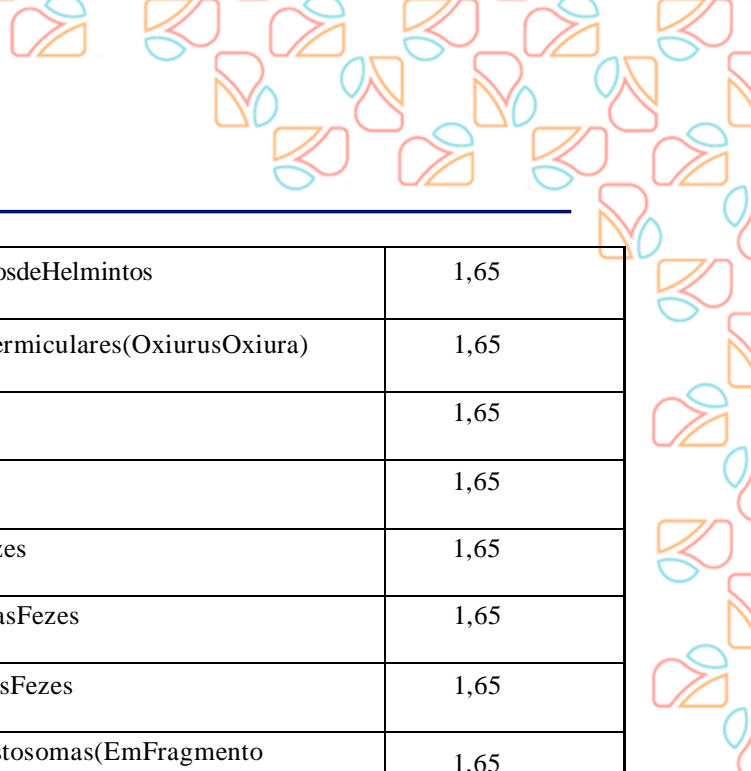 osdeHelmintos 1,65
ermiculares(OxiurusOxiura) 1,65
1,65
1,65
zes 1,65
asFezes 1,65
sFezes 1,65
stosomas(EmFragmento
1,65